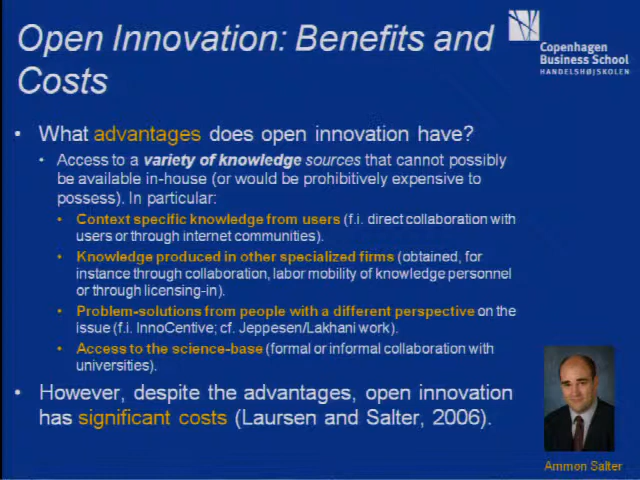 Open Innovation: Benefits and
Costs
Copenhagen
Business School
HANDELSHØJSKOLEN
• What advantages does open innovation have?
• Access to a variety of knowledge sources that cannot possibly
be available in-house (or would be prohibitively expensive to
possess). In particular:
• Context specific knowledge from users (f.i. direct collaboration with
users or through internet communities).
• Knowledge produced in other specialized firms (obtained, for
instance through collaboration, labor mobility of knowledge personnel
or through licensing-in).
• Problem-solutions from people with a different perspective on the
issue (f.i. InnoCentive; cf. Jeppesen/Lakhani work).
• Access to the science-base (formal or informal collaboration with
universities).
• However, despite the advantages, open innovation
has significant costs (Laursen and Salter, 2006).
Ammon Salter